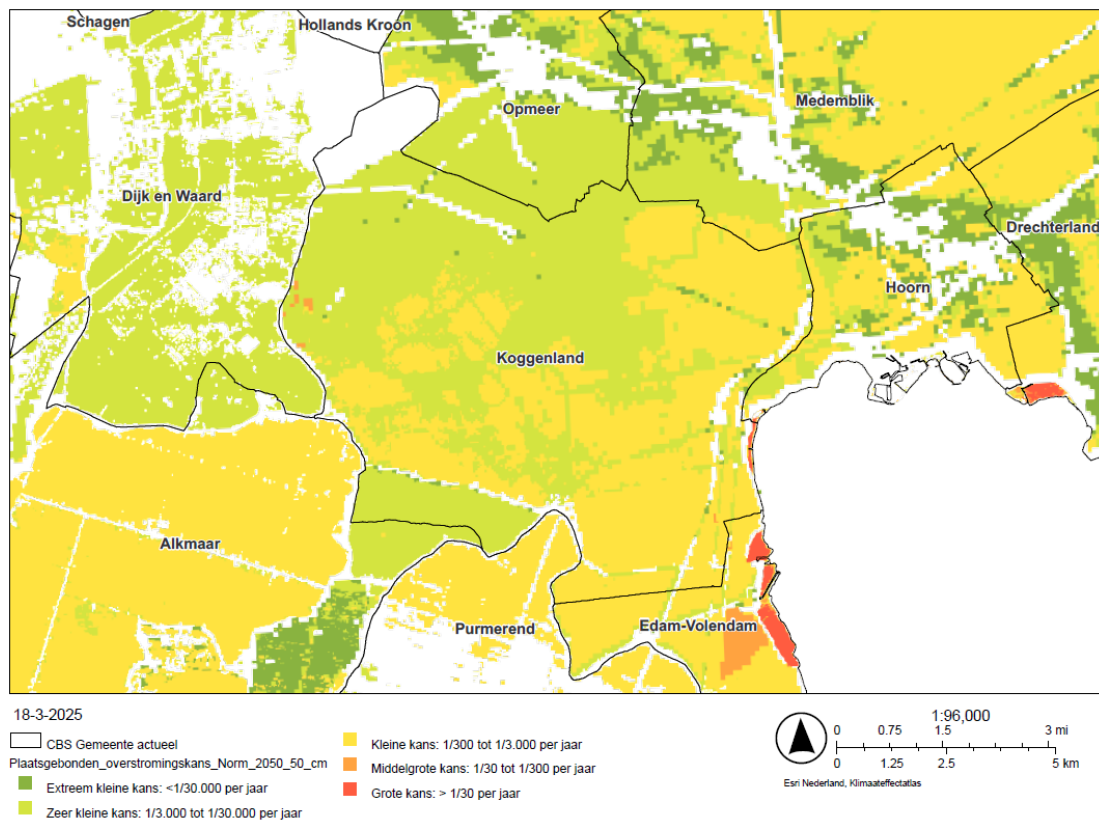 Schagen
Hollands Kroon
Opmeer
Medemblik
Dijk en Waard
Drechterland
Hoorn
Koggenland
Alkmaar
Purmerend
Edam-Volendam
18-3-2025
CBS Gemeente actueel
Plaatsgebonden_overstromingskans_Norm_2050_50_cm
Extreem kleine kans: <1/30.000 per jaar
Zeer kleine kans: 1/3.000 tot 1/30.000 per jaar
Kleine kans: 1/300 tot 1/3.000 per jaar
Middelgrote kans: 1/30 tot 1/300 per jaar
Grote kans: > 1/30 per jaar
1:96,000
0 0.75 1.5 3 mi
0 1.25 2.5 5 km
Esri Nederland, Klimaateffectatlas